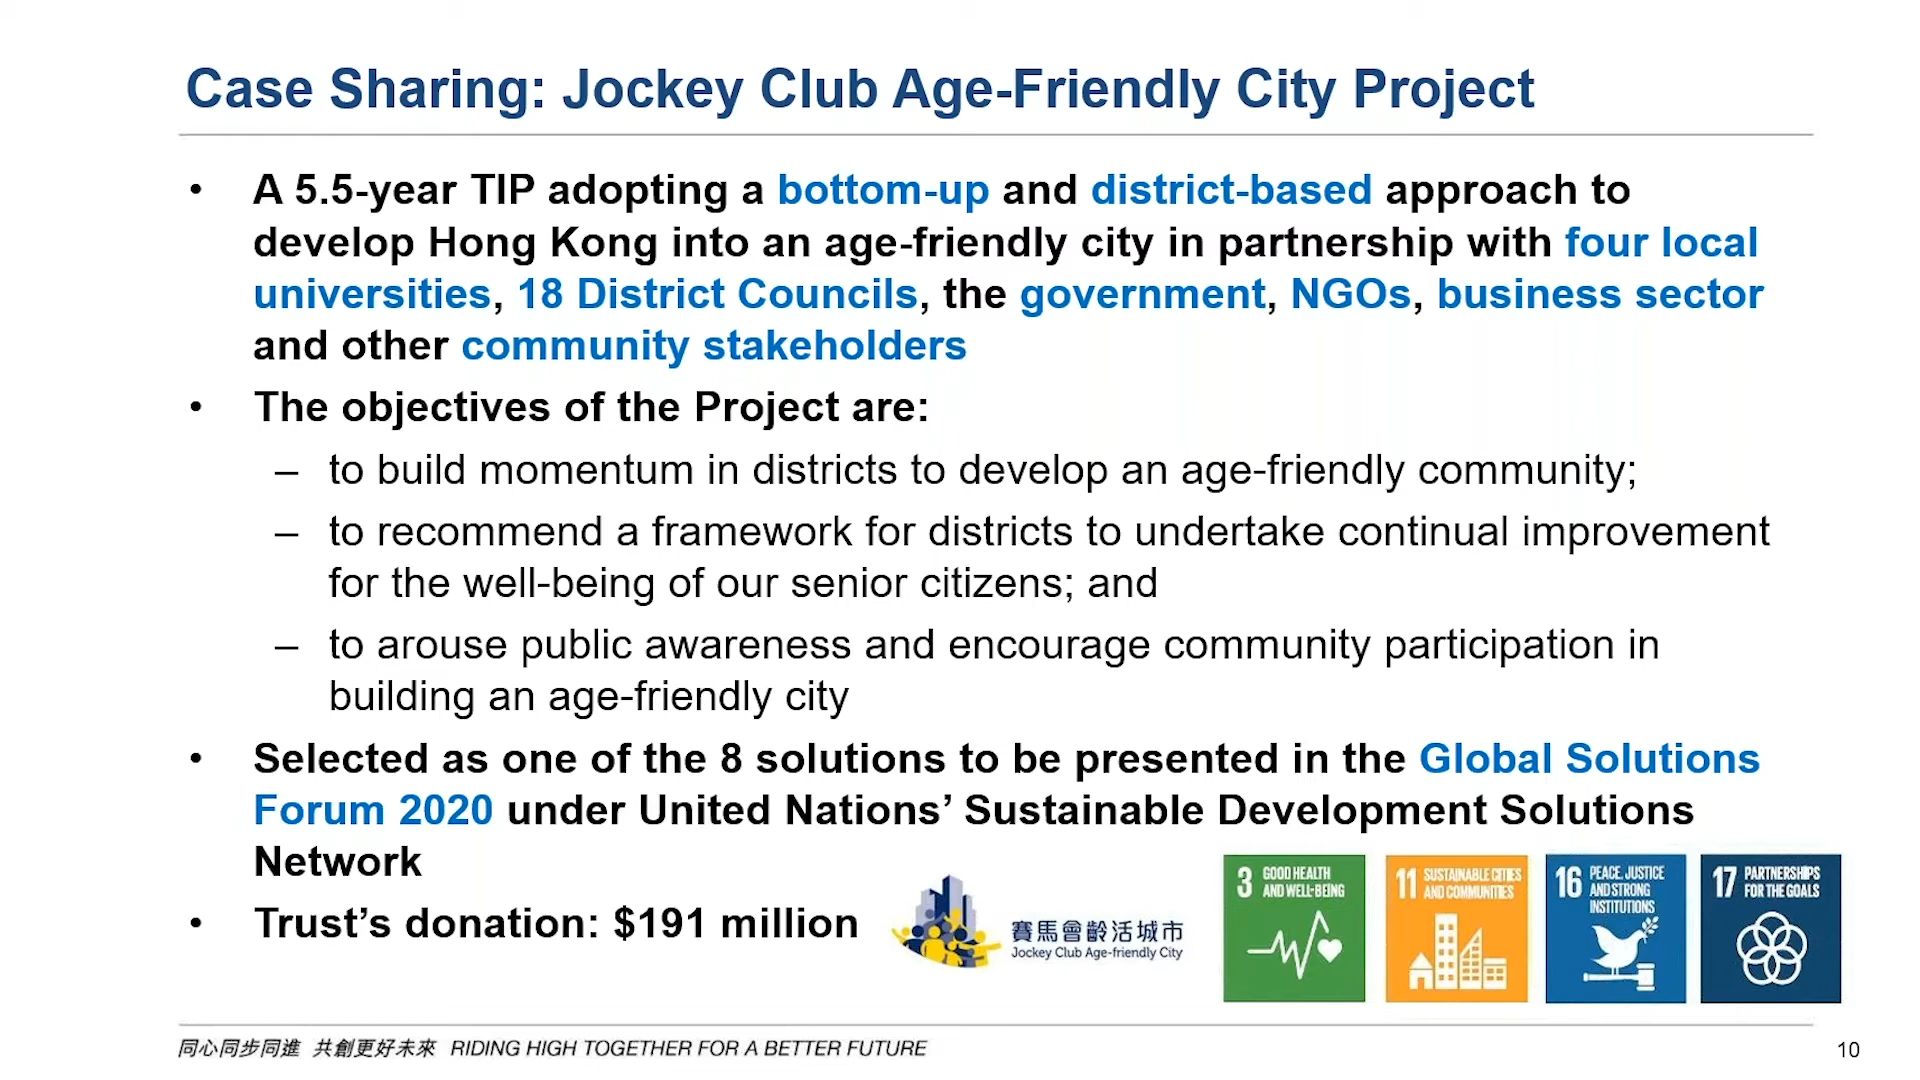 Case Sharing: Jockey Club Age-Friendly City Project
• A 5.5-year TIP adopting a bottom-up and district-based approach to
develop Hong Kong into an age-friendly city in partnership with four local
universities, 18 District Councils, the government, NGOs, business sector
and other community stakeholders
• The objectives of the Project are:
– to build momentum in districts to develop an age-friendly community;
– to recommend a framework for districts to undertake continual improvement
for the well-being of our senior citizens; and
– to arouse public awareness and encourage community participation in
building an age-friendly city
• Selected as one of the 8 solutions to be presented in the Global Solutions
Forum 2020 under United Nations’ Sustainable Development Solutions
Network
• Trust’s donation: $191 million
賽馬會齡活城市
Jockey Club Age-friendly City
3 GOOD HEALTH
AND WELL-BEING
11 SUSTAINABLE CITIES
AND COMMUNITIES
16 PEACE, JUSTICE
AND STRONG
INSTITUTIONS
17 PARTNERSHIPS
FOR THE GOALS
同心同步同進 共創更好未來 RIDING HIGH TOGETHER FOR A BETTER FUTURE
10